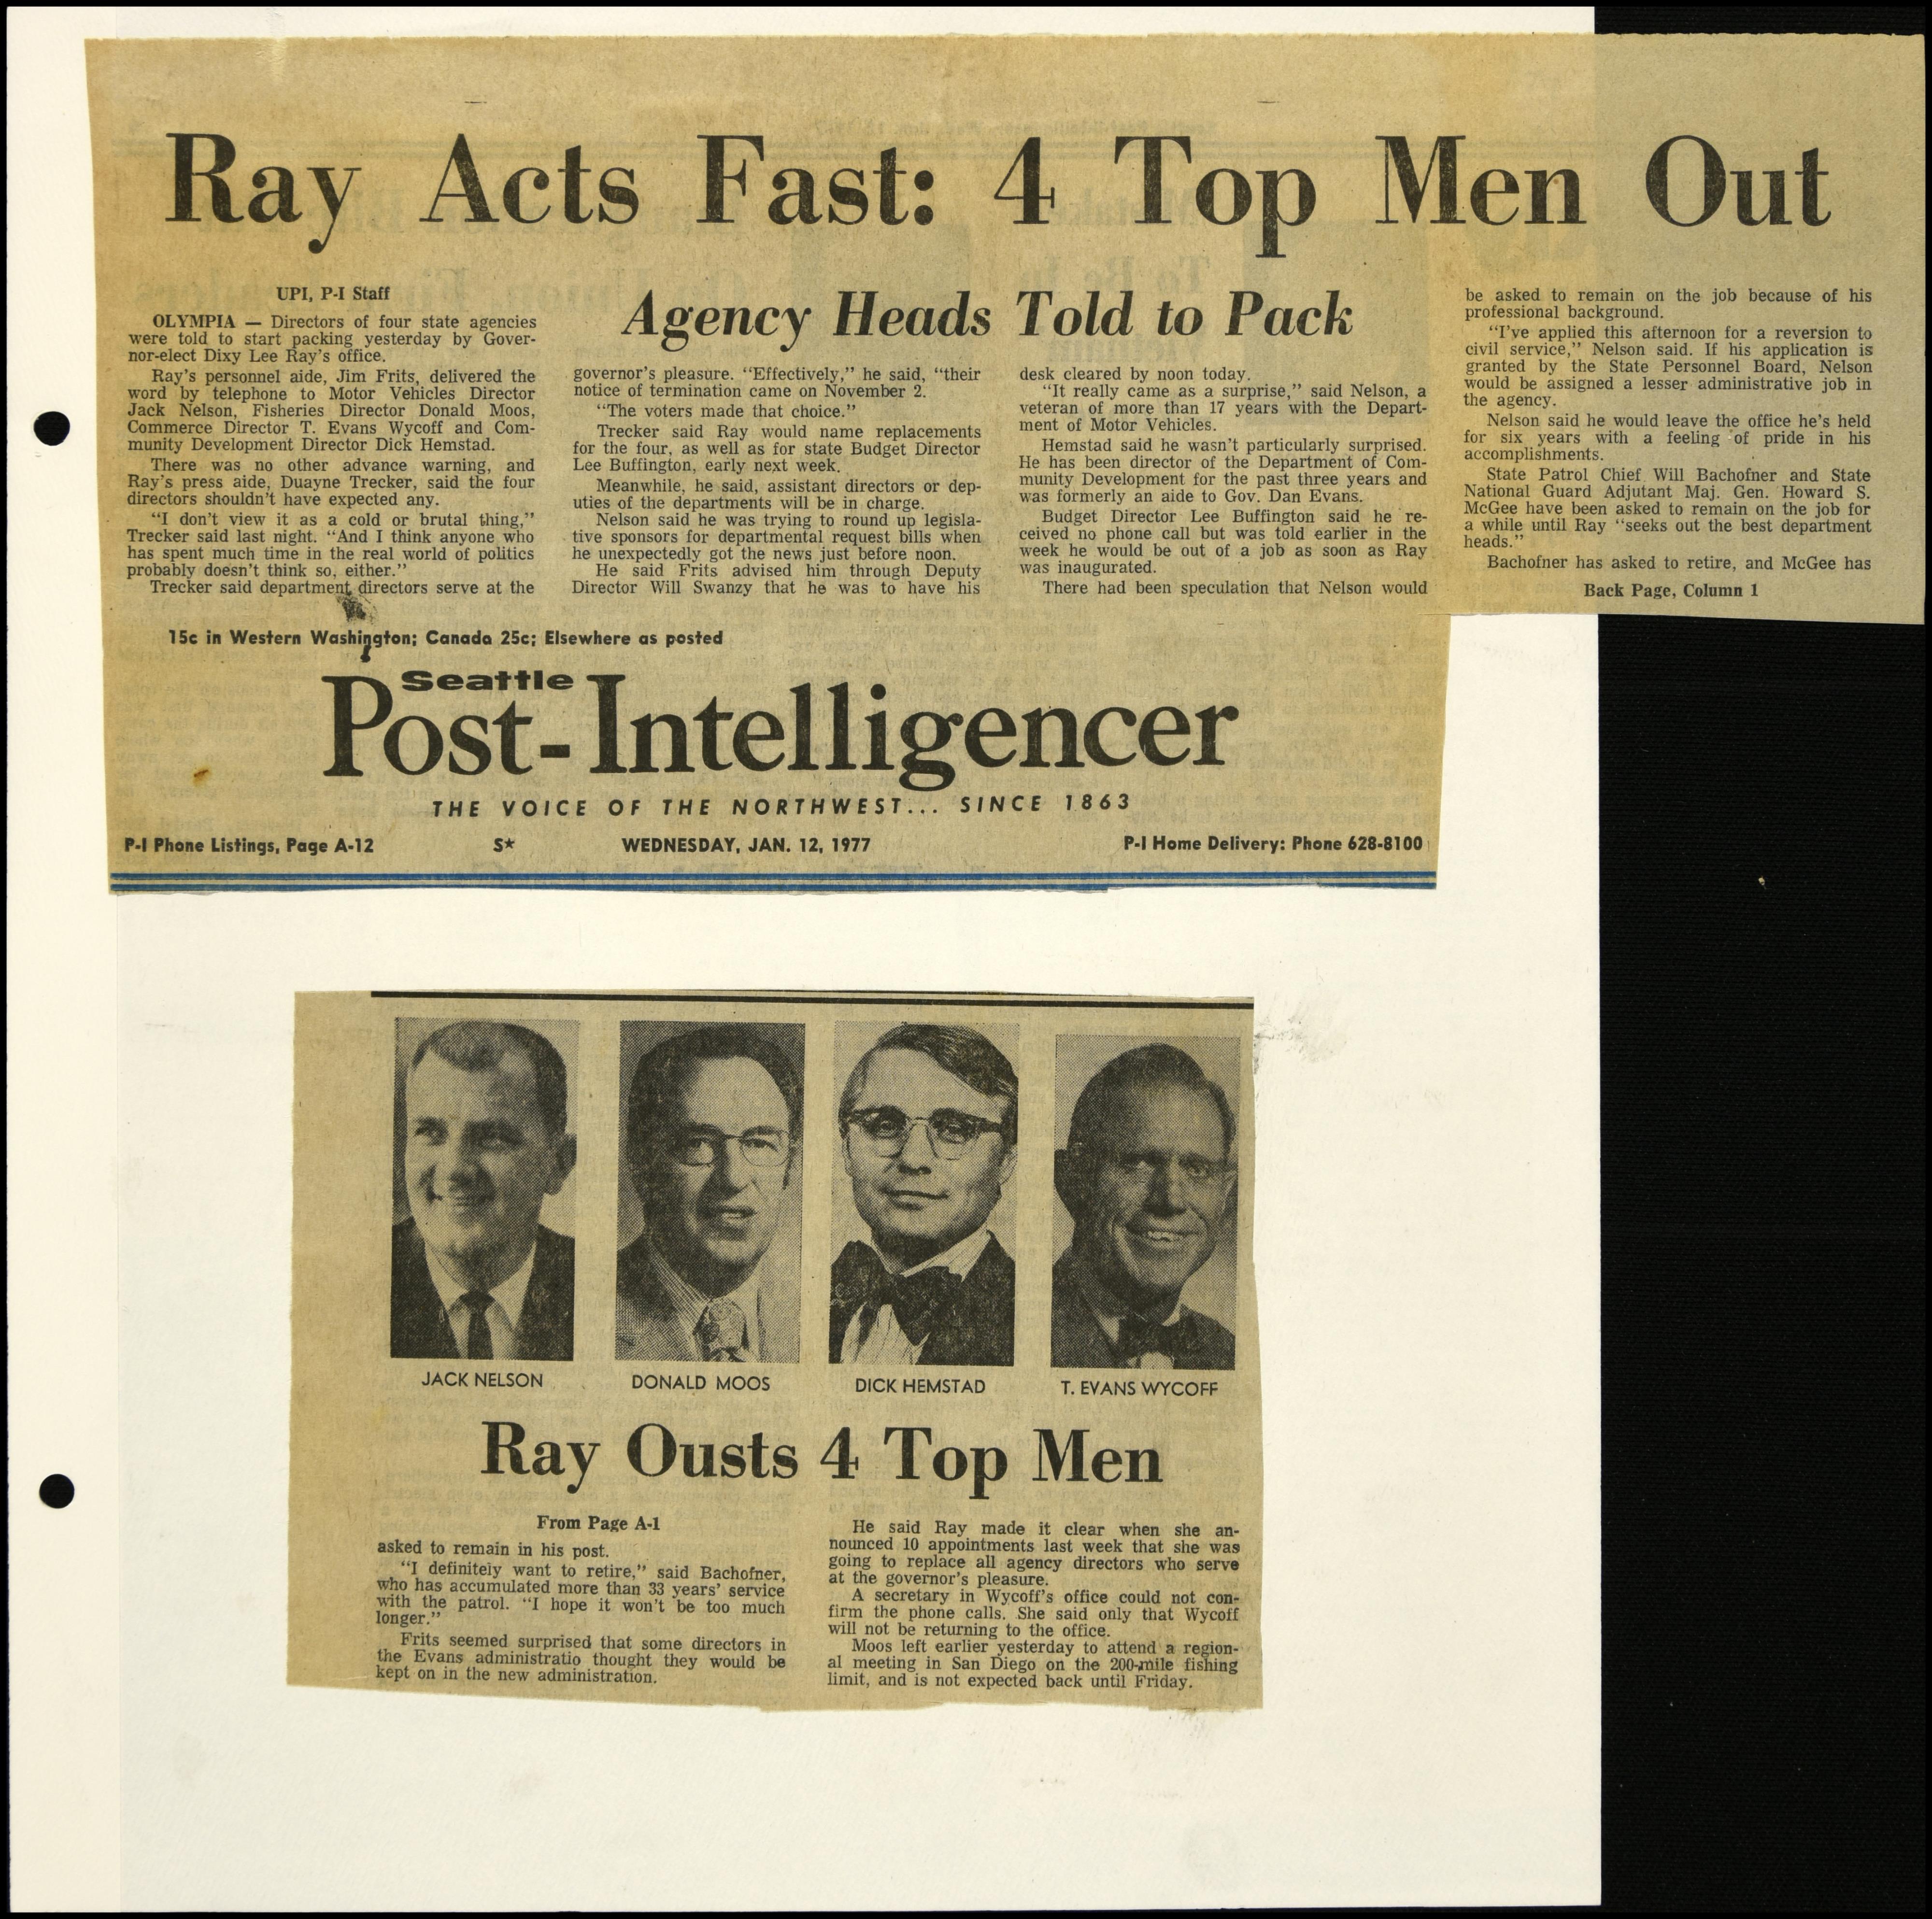 Ray Acts Fast: 4 Top Men Out
Agency Heads Told to Pack
UPI, P-I Staff
OLYMPIA — Directors of four state agencies
were told to start packing yesterday by Gover-
nor-elect Dixy Lee Ray's office.
Ray's personnel aide, Jim Frits, delivered the
word by telephone to Motor Vehicles Director
Jack Nelson, Fisheries Director Donald Moos,
Commerce Director T. Evans Wycoff and Com-
munity Development Director Dick Hemstad.
There was no other advance warning, and
Ray's press aide, Duayne Trecker, said the four
directors shouldn't have expected any.
"I don't view it as a cold or brutal thing,"
Trecker said last night. "And I think anyone who
has spent much time in the real world of politics
probably doesn't think so, either."
Trecker said department directors serve at the
governor's pleasure. "Effectively," he said, "their
notice of termination came on November 2.
"The voters made that choice."
Trecker said Ray would name replacements
for the four, as well as for state Budget Director
Lee Buffington, early next week.
Meanwhile, he said, assistant directors or dep-
uties of the departments will be in charge.
Nelson said he was trying to round up legisla-
tive sponsors for departmental request bills when
he unexpectedly got the news just before noon.
He said Frits advised him through Deputy
Director Will Swanzy that he was to have his
desk cleared by noon today.
"It really came as a surprise," said Nelson, a
veteran of more than 17 years with the Depart-
ment of Motor Vehicles.
Hemstad said he wasn't particularly surprised.
He has been director of the Department of Com-
munity Development for the past three years and
was formerly an aide to Gov. Dan Evans.
Budget Director Lee Buffington said he re-
ceived no phone call but was told earlier in the
week he would be out of a job as soon as Ray
was inaugurated.
There had been speculation that Nelson would
be asked to remain on the job because of his
professional background.
"I've applied this afternoon for a reversion to
civil service," Nelson said. If his application is
granted by the State Personnel Board, Nelson
would be assigned a lesser administrative job in
the agency.
Nelson said he would leave the office he's held
for six years with a feeling of pride in his
accomplishments.
State Patrol Chief Will Bachofner and State
National Guard Adjutant Maj. Gen. Howard S.
McGee have been asked to remain on the job for
a while until Ray "seeks out the best department
heads."
Bachofner has asked to retire, and McGee has
Back Page, Column 1
15c in Western Washington; Canada 25c; Elsewhere as posted
Seattle
Post-Intelligencer
THE VOICE OF THE NORTHWEST... SINCE 1863
P-I Phone Listings, Page A-12 S★ WEDNESDAY, JAN. 12, 1977 P-I Home Delivery: Phone 628-8100
JACK NELSON DONALD MOOS DICK HEMSTAD T. EVANS WYCOFF
Ray Ousts 4 Top Men
From Page A-1
asked to remain in his post.
"I definitely want to retire," said Bachofner,
who has accumulated more than 33 years' service
with the patrol. "I hope it won't be too much
longer."
Frits seemed surprised that some directors in
the Evans administratio thought they would be
kept on in the new administration.
He said Ray made it clear when she an-
nounced 10 appointments last week that she was
going to replace all agency directors who serve
at the governor's pleasure.
A secretary in Wycoff's office could not con-
firm the phone calls. She said only that Wycoff
will not be returning to the office.
Moos left earlier yesterday to attend a region-
al meeting in San Diego on the 200-mile fishing
limit, and is not expected back until Friday.